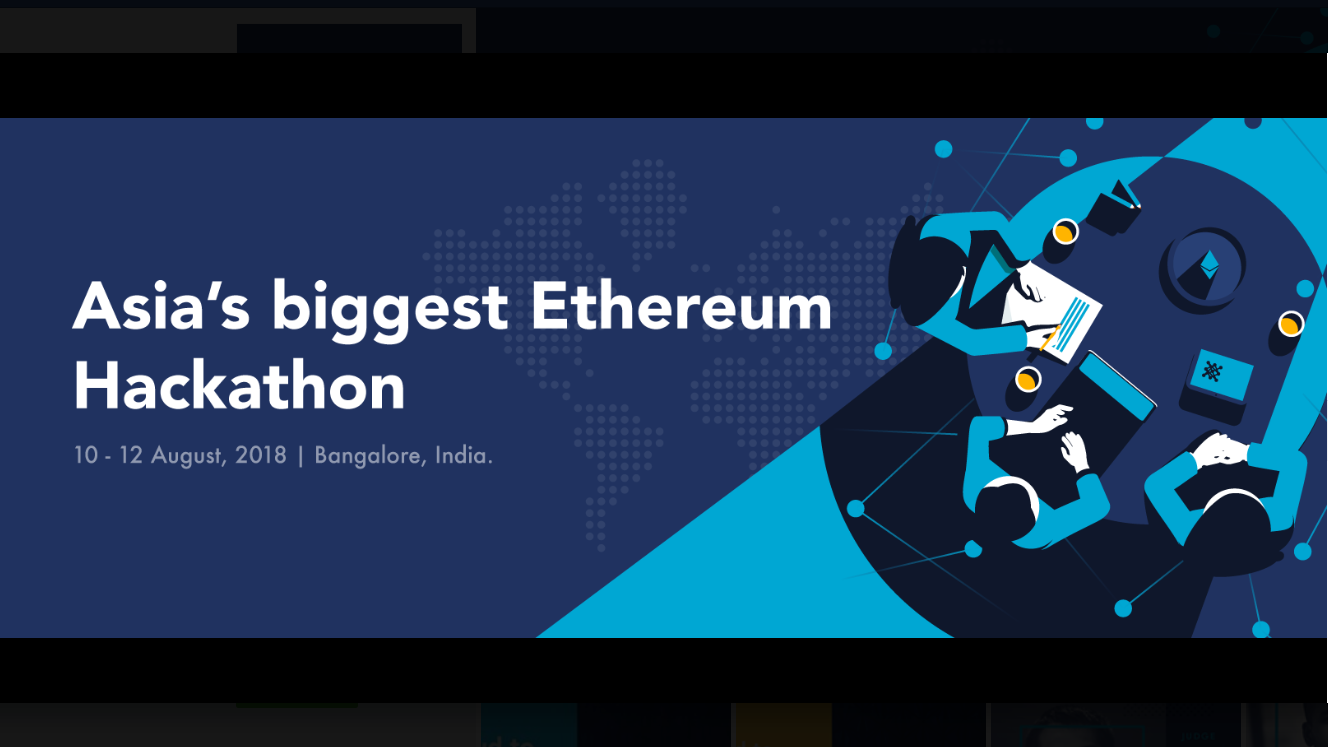 Asia’s biggest Ethereum
Hackathon
10 - 12 August, 2018 | Bangalore, India.